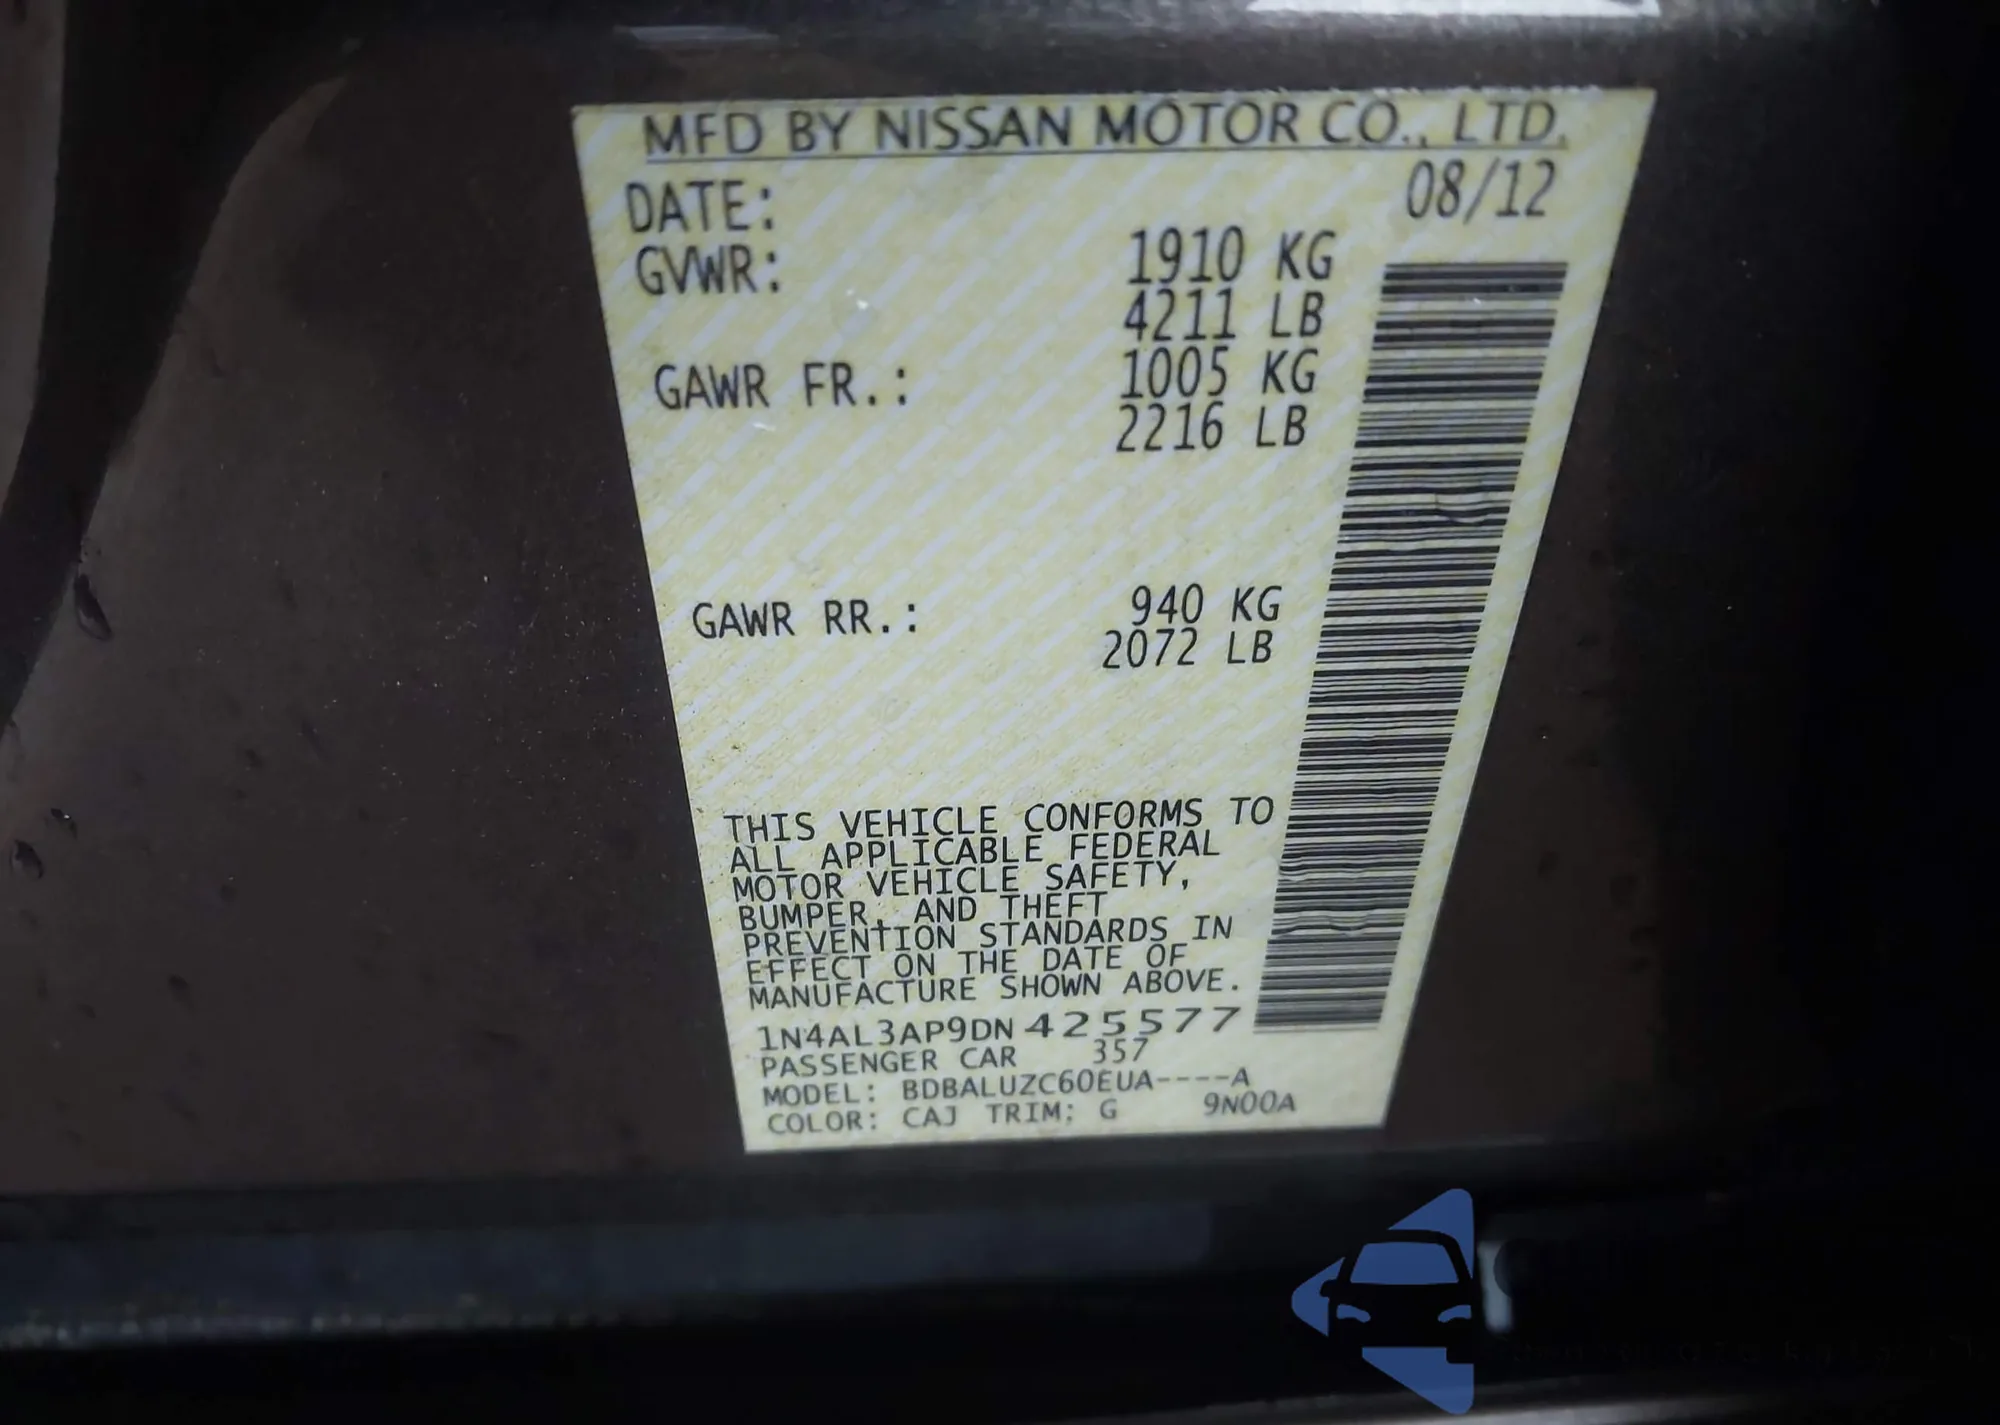 MFD BY NISSAN MOTOR CO., LTD.
DATE: 08/12
GVWR: 1910 KG
4211 LB
GAWR FR.: 1005 KG
2216 LB
GAWR RR.: 940 KG
2072 LB
THIS VEHICLE CONFORMS TO
ALL APPLICABLE FEDERAL
MOTOR VEHICLE SAFETY,
BUMPER, AND THEFT
PREVENTION STANDARDS IN
EFFECT ON THE DATE OF
MANUFACTURE SHOWN ABOVE.
1N4AL3AP9DN 425577
PASSENGER CAR 357
MODEL: BDBALUZC60EUA----A
COLOR: CAJ TRIM: G 9N00A